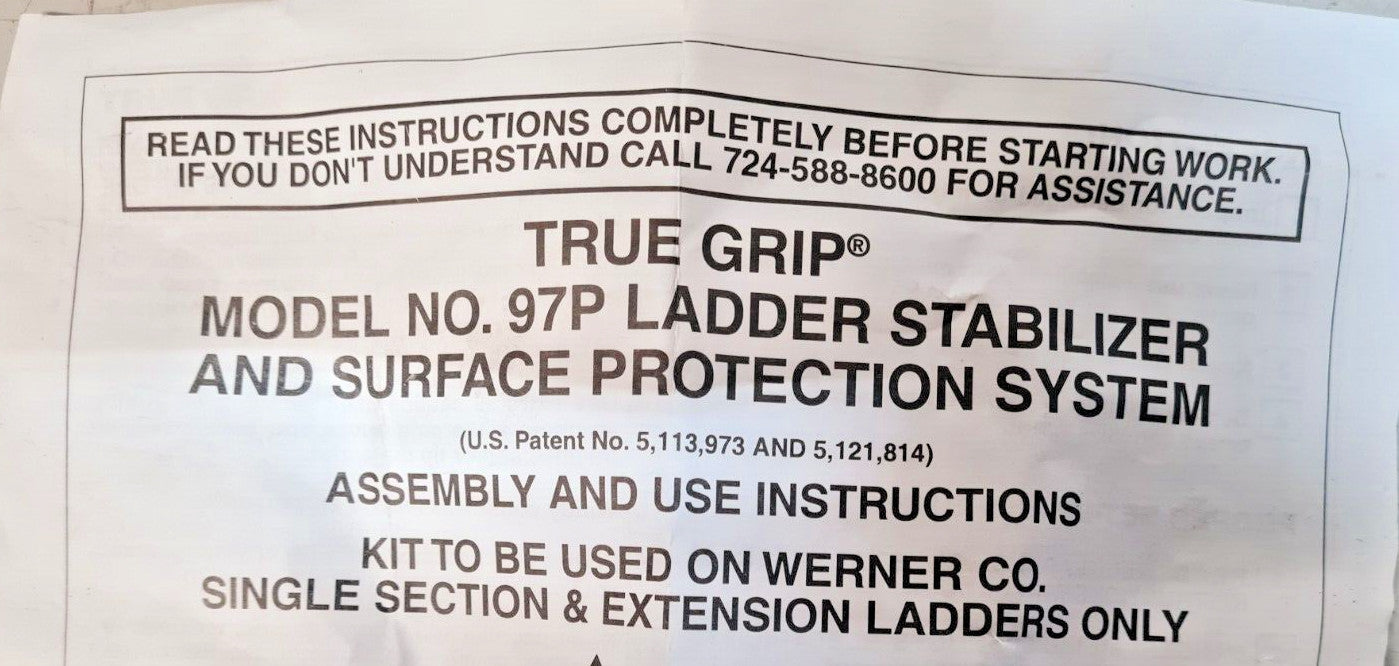 READ THESE INSTRUCTIONS COMPLETELY BEFORE STARTING WORK.
IF YOU DON'T UNDERSTAND CALL 724-588-8600 FOR ASSISTANCE.
TRUE GRIP®
MODEL NO. 97P LADDER STABILIZER
AND SURFACE PROTECTION SYSTEM
(U.S. Patent No. 5,113,973 AND 5,121,814)
ASSEMBLY AND USE INSTRUCTIONS
KIT TO BE USED ON WERNER CO.
SINGLE SECTION & EXTENSION LADDERS ONLY